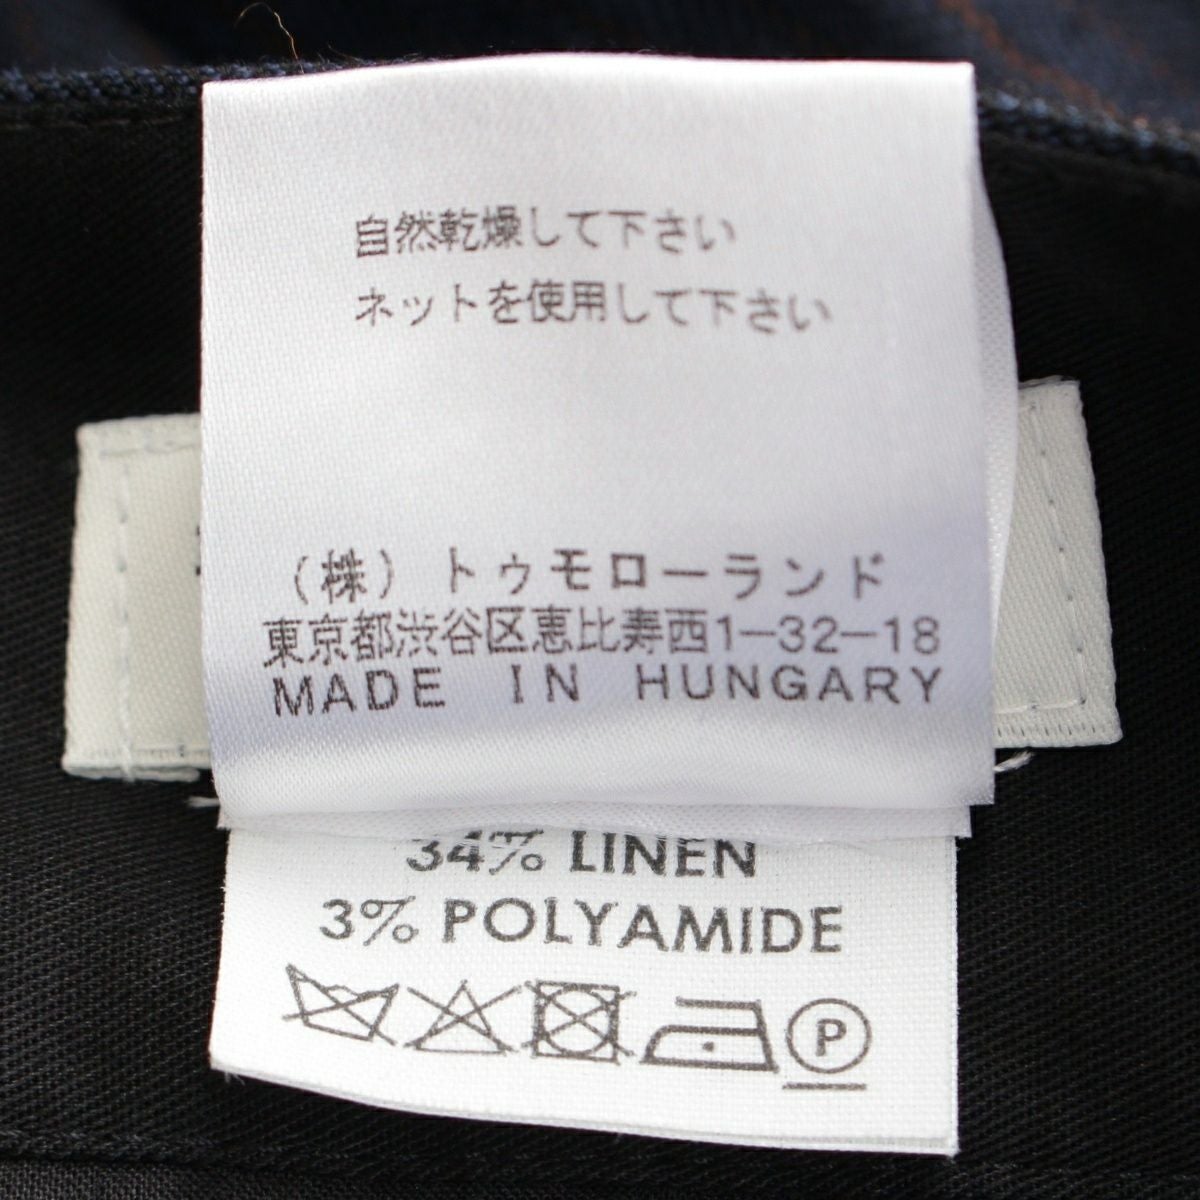 自然乾燥して下さい
ネットを使用して下さい
(株)トゥモローランド
東京都渋谷区恵比寿西1-32-18
MADE IN HUNGARY
34% LINEN
3% POLYAMIDE
P